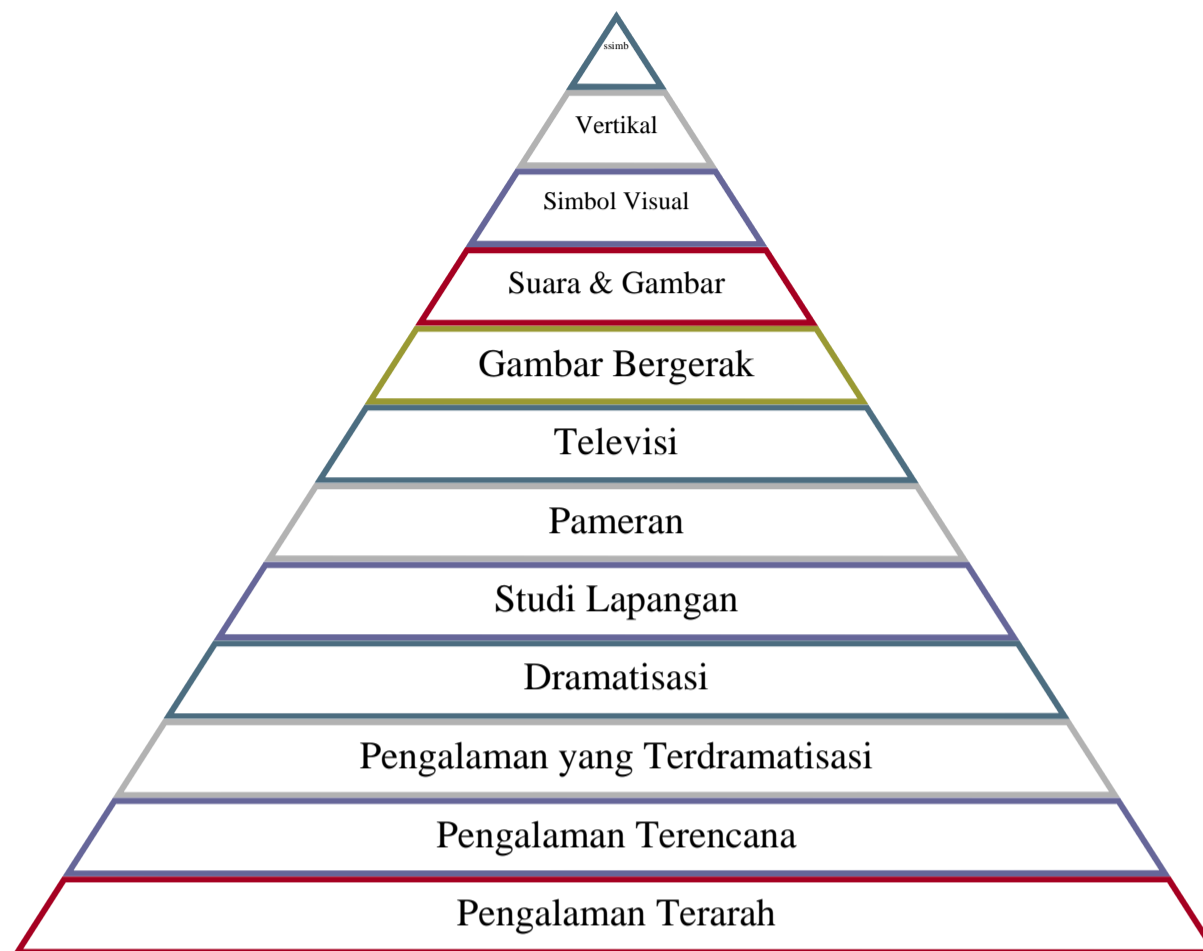 ssimb
Vertikal
Simbol Visual
Suara & Gambar
Gambar Bergerak
Televisi
Pameran
Studi Lapangan
Dramatisasi
Pengalaman yang Terdramatisasi
Pengalaman Terencana
Pengalaman Terarah